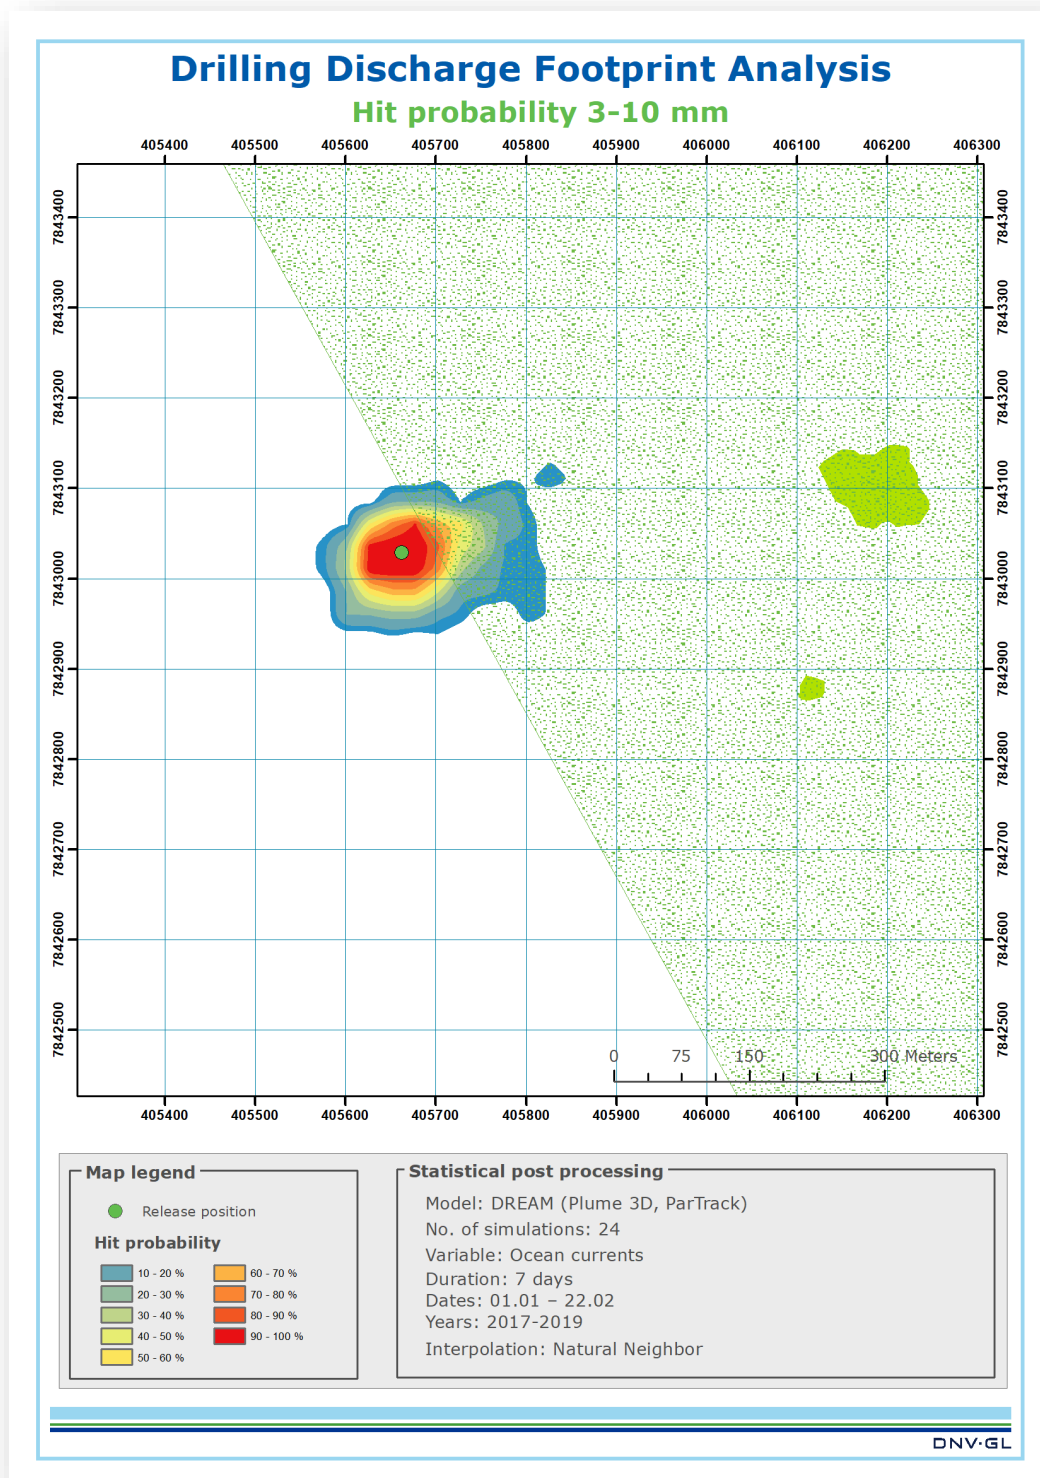 Drilling Discharge Footprint Analysis
Hit probability 3-10 mm
405400 405500 405600 405700 405800 405900 406000 406100 406200 406300
7843400 7843400
7843300 7843300
7843200 7843200
7843100 7843100
7843000 7843000
7842900 7842900
7842800 7842800
7842700 7842700
7842600 7842600
7842500 7842500
0 75 150 300 Meters
405400 405500 405600 405700 405800 405900 406000 406100 406200 406300
Map legend
Release position
Hit probability
10 - 20 %
20 - 30 %
30 - 40 %
40 - 50 %
50 - 60 %
60 - 70 %
70 - 80 %
80 - 90 %
90 - 100 %
Statistical post processing
Model: DREAM (Plume 3D, ParTrack)
No. of simulations: 24
Variable: Ocean currents
Duration: 7 days
Dates: 01.01 – 22.02
Years: 2017-2019
Interpolation: Natural Neighbor
DNV·GL